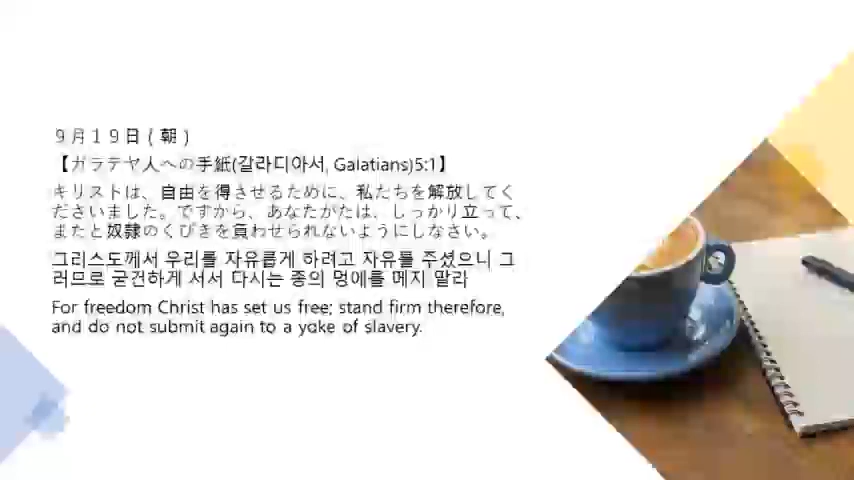 ９月１９日（朝）
【ガラテヤ人への手紙(갈라디아서, Galatians)5:1】
キリストは、自由を得させるために、私たちを解放してく
ださいました。ですから、あなたがたは、しっかり立って、
またと奴隷のくびきを負わせられないようにしなさい。
그리스도께서 우리를 자유롭게 하려고 자유를 주셨으니 그
러므로 굳건하게 서서 다시는 종의 멍에를 메지 말라
For freedom Christ has set us free; stand firm therefore,
and do not submit again to a yoke of slavery.